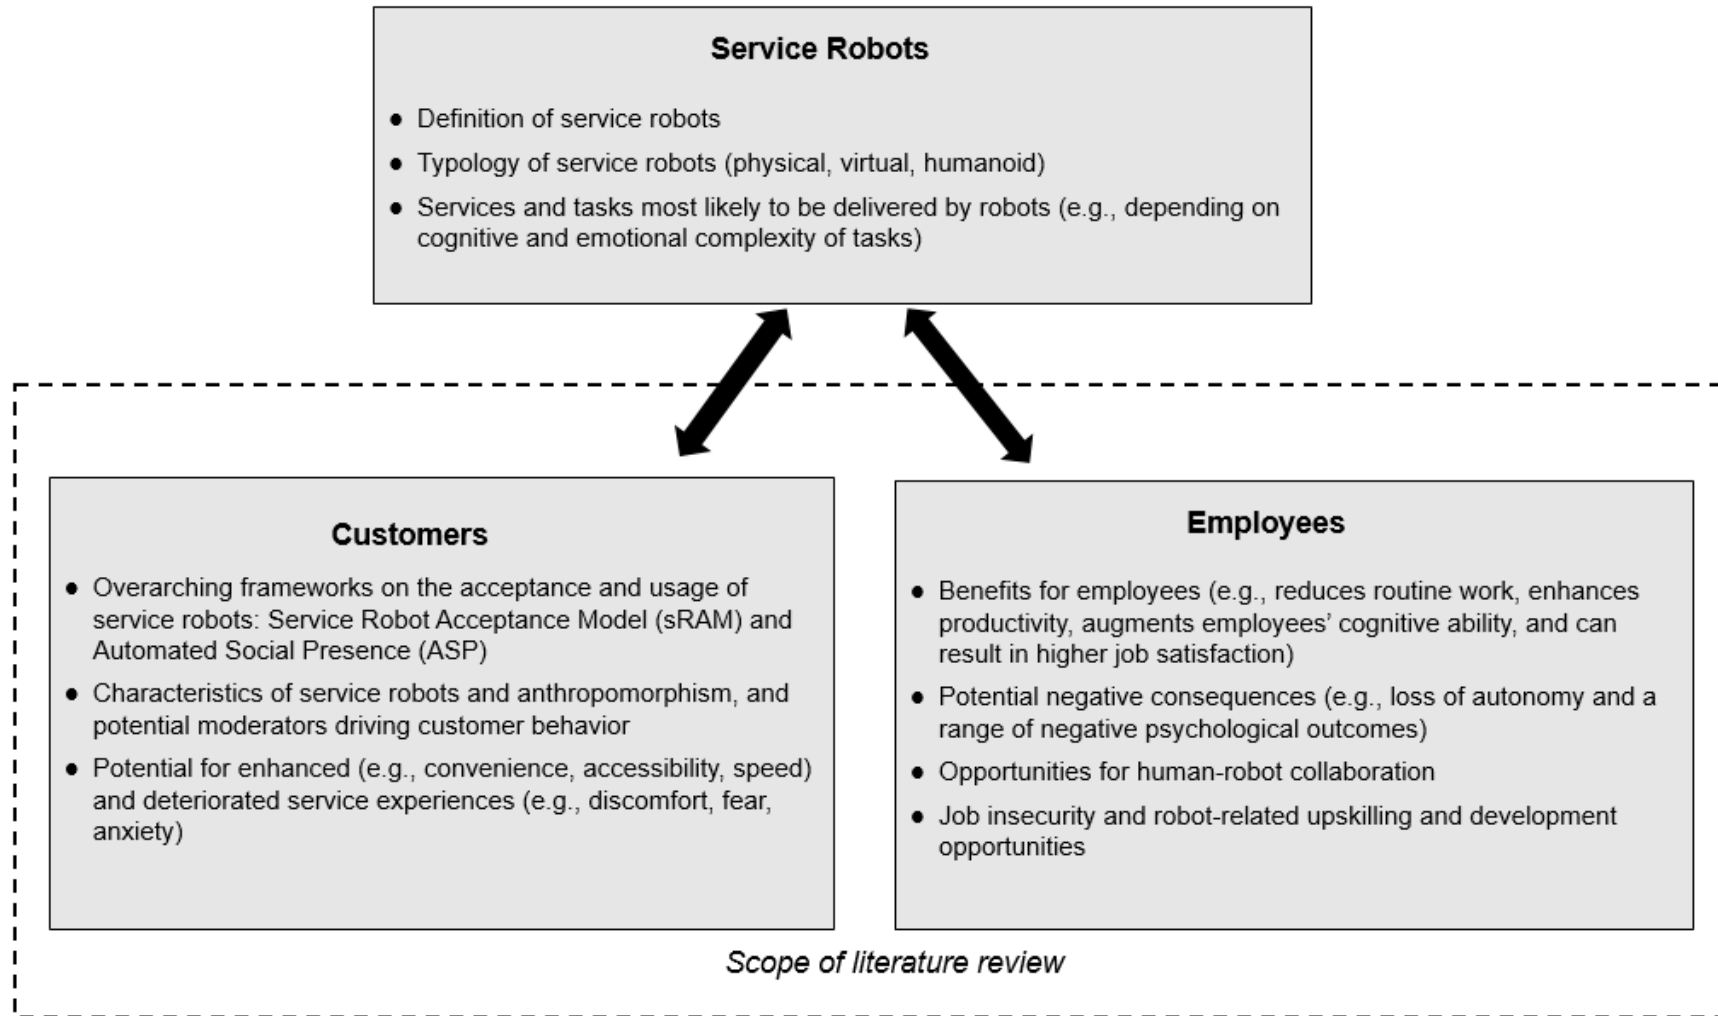 Service Robots
● Definition of service robots
● Typology of service robots (physical, virtual, humanoid)
● Services and tasks most likely to be delivered by robots (e.g., depending on
cognitive and emotional complexity of tasks)
Customers
● Overarching frameworks on the acceptance and usage of
service robots: Service Robot Acceptance Model (sRAM) and
Automated Social Presence (ASP)
● Characteristics of service robots and anthropomorphism, and
potential moderators driving customer behavior
● Potential for enhanced (e.g., convenience, accessibility, speed)
and deteriorated service experiences (e.g., discomfort, fear,
anxiety)
Employees
● Benefits for employees (e.g., reduces routine work, enhances
productivity, augments employees’ cognitive ability, and can
result in higher job satisfaction)
● Potential negative consequences (e.g., loss of autonomy and a
range of negative psychological outcomes)
● Opportunities for human-robot collaboration
● Job insecurity and robot-related upskilling and development
opportunities
Scope of literature review